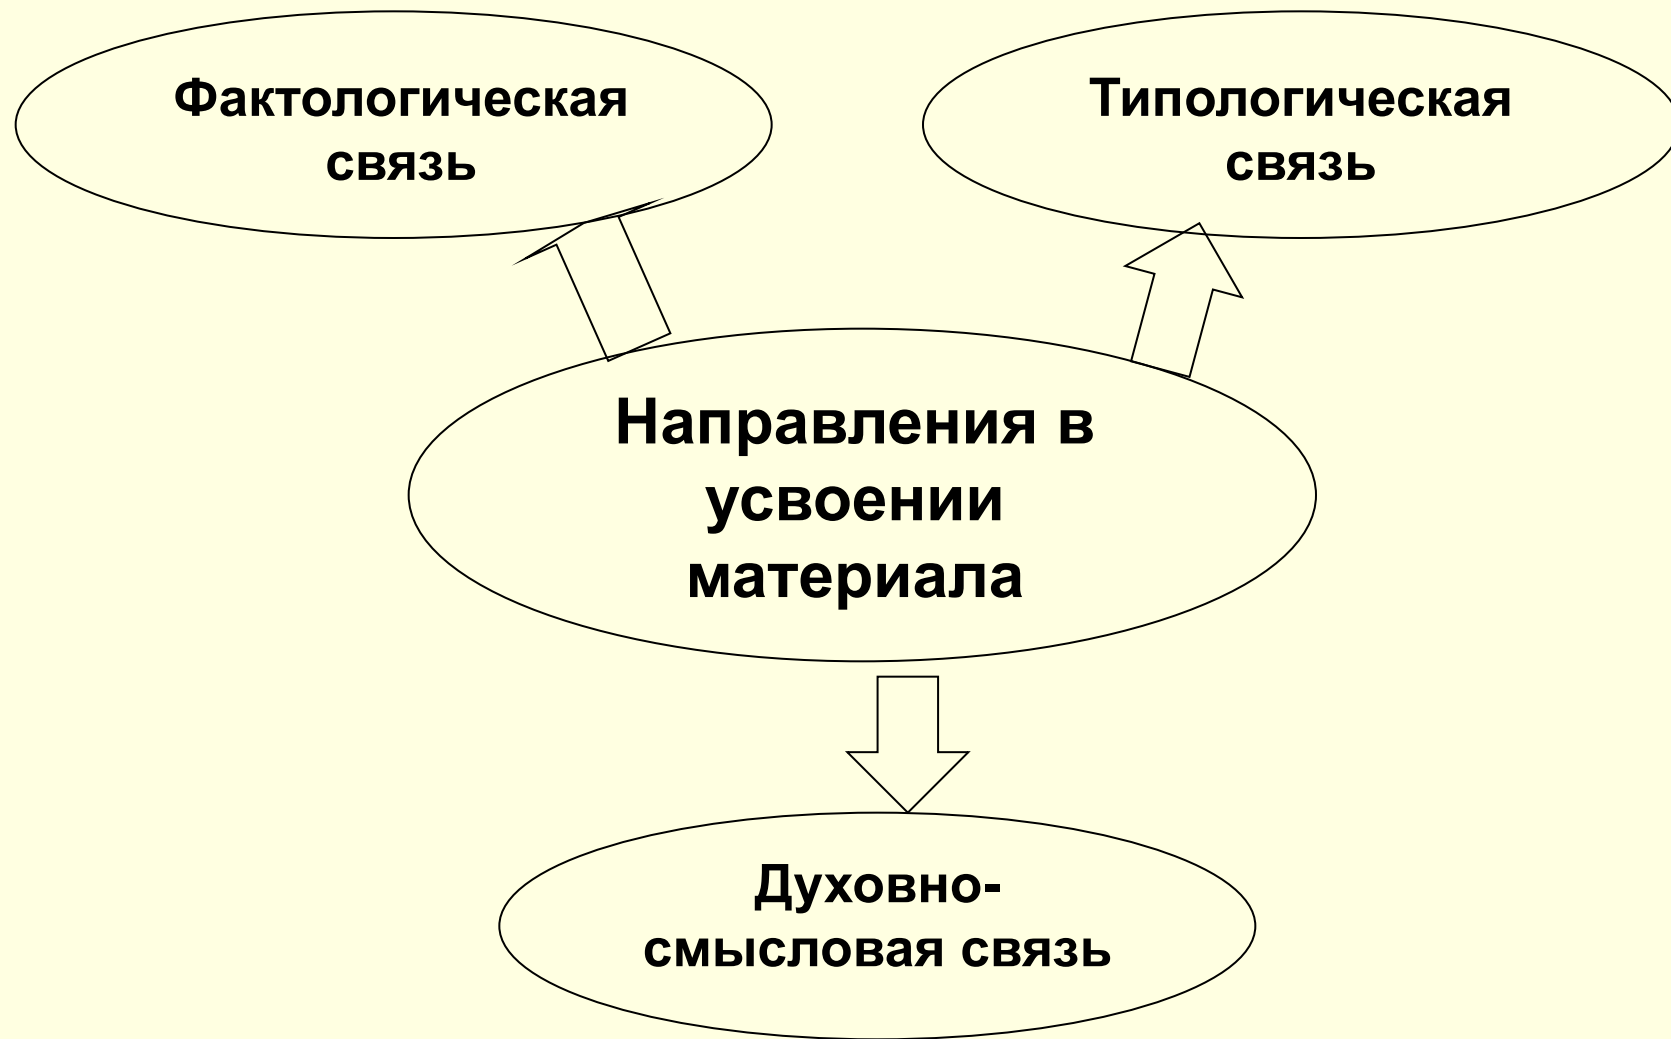 Фактологическая
связь
Типологическая
связь
Направления в
усвоении
материала
Духовно-
смысловая связь